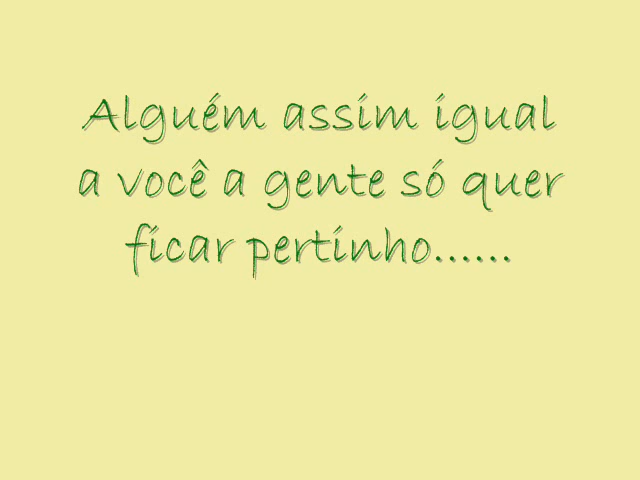 Alguém assim igual
a você a gente só quer
ficar pertinho......